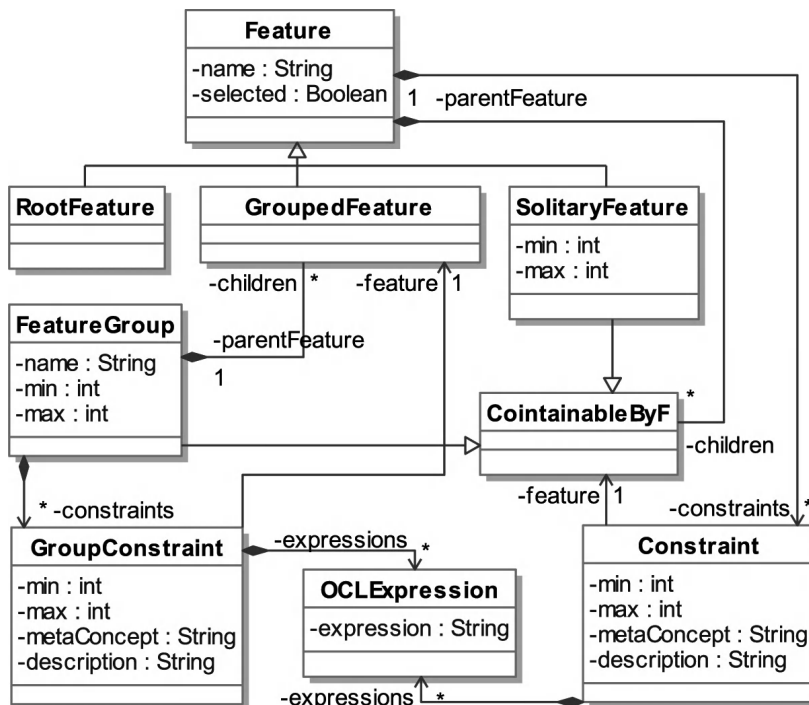 Feature
-name : String
-selected : Boolean
1 -parentFeature
RootFeature
GroupedFeature
SolitaryFeature
-min : int
-max : int
-children *
-feature 1
FeatureGroup
-name : String
-min : int
-max : int
-parentFeature
1
CointainableByF
*
-children
* -constraints
-feature 1
-constraints *
GroupConstraint
-min : int
-max : int
-metaConcept : String
-description : String
-expressions *
OCLExpression
-expression : String
Constraint
-min : int
-max : int
-metaConcept : String
-description : String
-expressions *